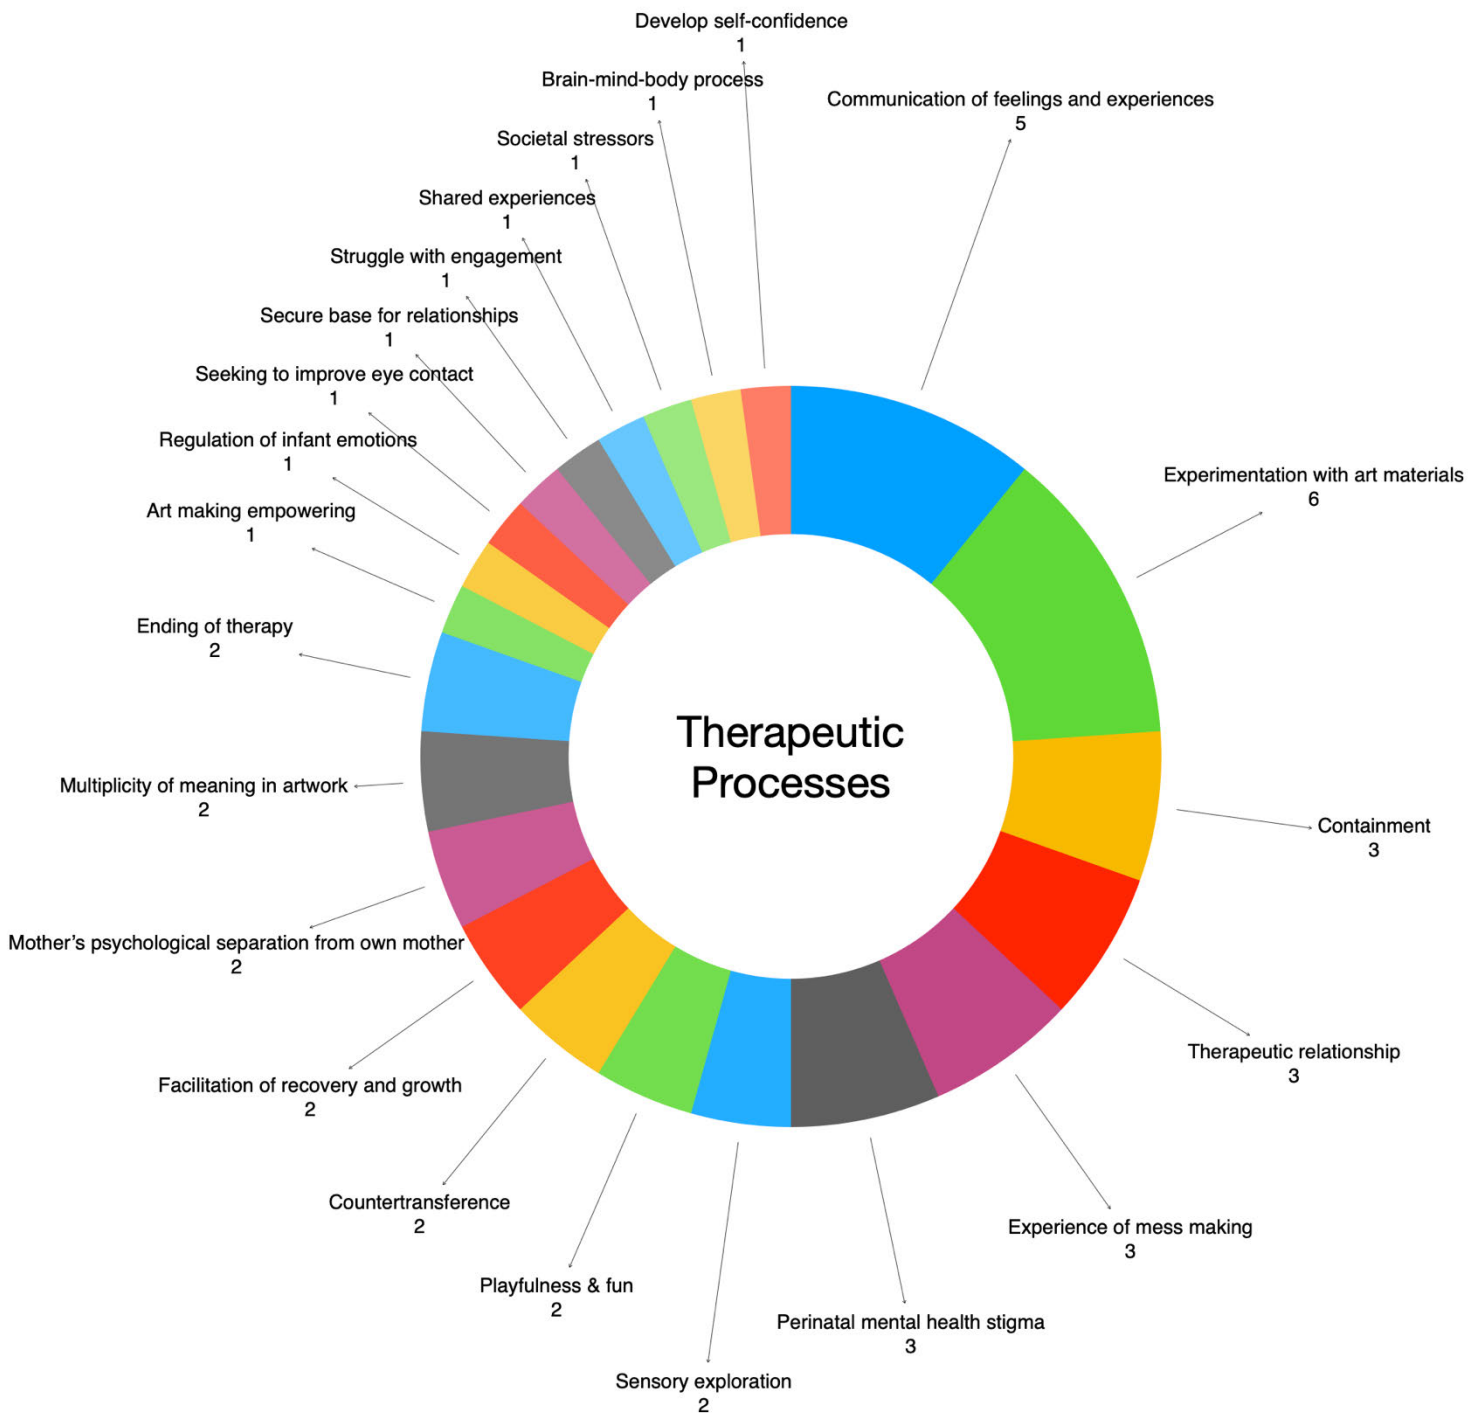 Develop self-confidence
1
Brain-mind-body process
1
Communication of feelings and experiences
5
Societal stressors
1
Shared experiences
1
Struggle with engagement
1
Secure base for relationships
1
Seeking to improve eye contact
1
Regulation of infant emotions
1
Experimentation with art materials
6
Art making empowering
1
Ending of therapy
2
Therapeutic
Processes
Multiplicity of meaning in artwork
2
Containment
3
Mother’s psychological separation from own mother
2
Therapeutic relationship
3
Facilitation of recovery and growth
2
Countertransference
2
Experience of mess making
3
Playfulness & fun
2
Perinatal mental health stigma
3
Sensory exploration
2